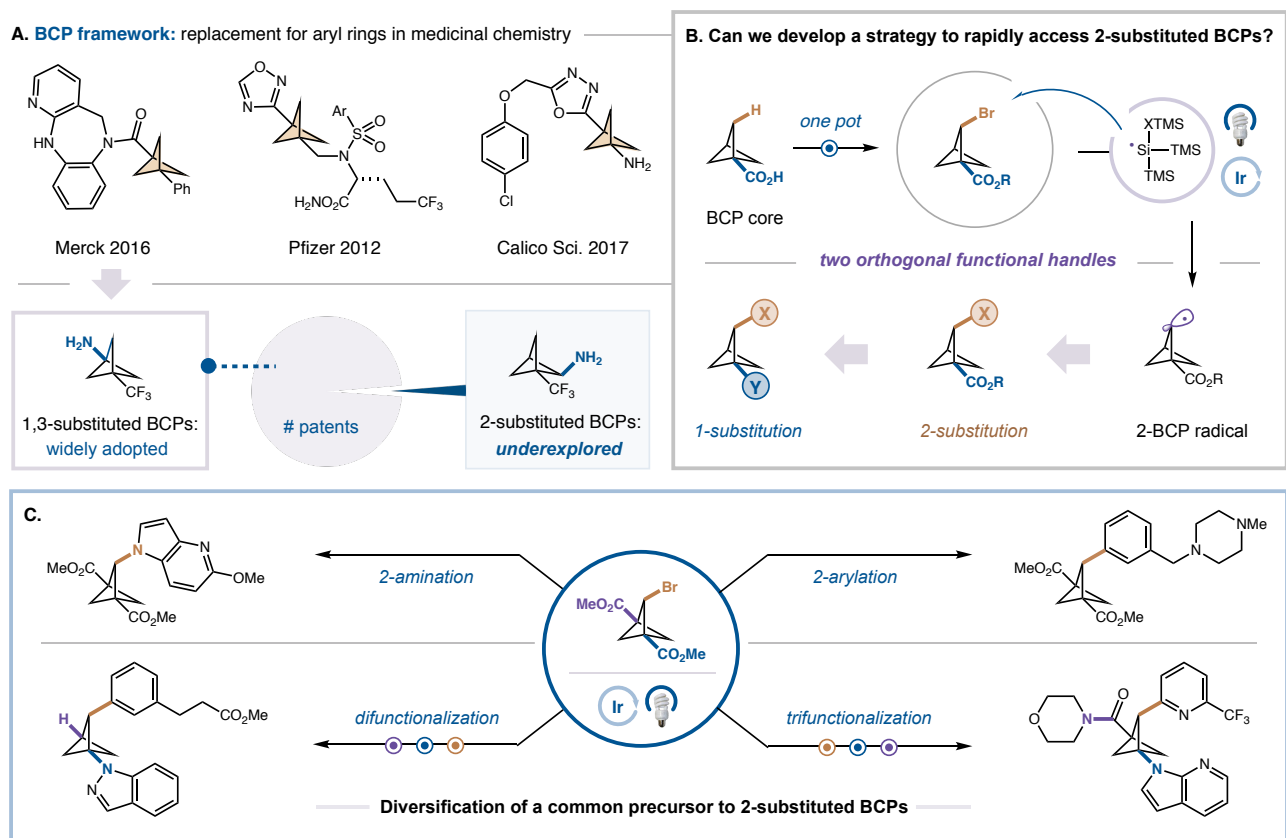 A. BCP framework: replacement for aryl rings in medicinal chemistry
N
HN
N
O
Ph
Merck 2016
O
N
N
Ar
O
S
O
N
H₂NO₂C
CF₃
Pfizer 2012
N
N
O
O
NH₂
Cl
Calico Sci. 2017
H₂N
CF₃
1,3-substituted BCPs:
widely adopted
# patents
NH₂
CF₃
2-substituted BCPs:
underexplored
B. Can we develop a strategy to rapidly access 2-substituted BCPs?
H
CO₂H
BCP core
one pot
Br
CO₂R
XTMS
Si
TMS
TMS
Ir
two orthogonal functional handles
X
Y
1-substitution
X
CO₂R
2-substitution
CO₂R
2-BCP radical
C.
N
N
OMe
MeO₂C
CO₂Me
2-amination
Br
MeO₂C
CO₂Me
Ir
2-arylation
N
NMe
MeO₂C
CO₂Me
H
CO₂Me
N
N
difunctionalization
trifunctionalization
O
N
O
N
CF₃
N
N
Diversification of a common precursor to 2-substituted BCPs